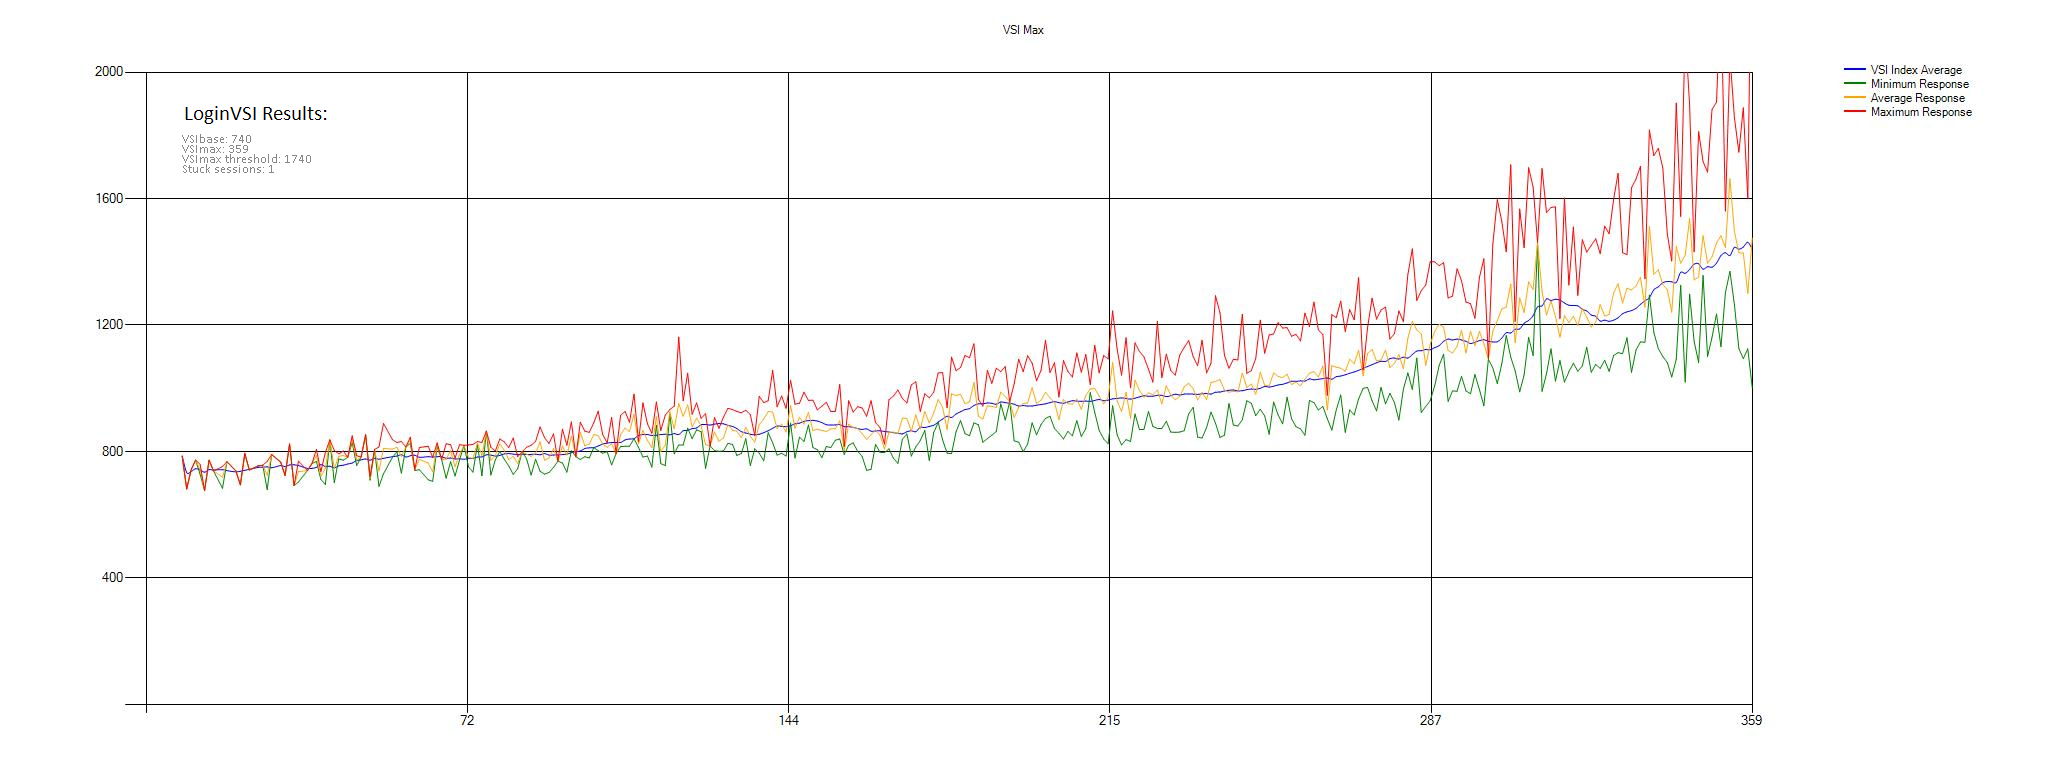 VSI Max
2000
1600
1200
800
400
LoginVSI Results:
VSIbase: 740
VSImax: 359
VSImax threshold: 1740
Stuck sessions: 1
VSI Index Average
Minimum Response
Average Response
Maximum Response
72
144
215
287
359